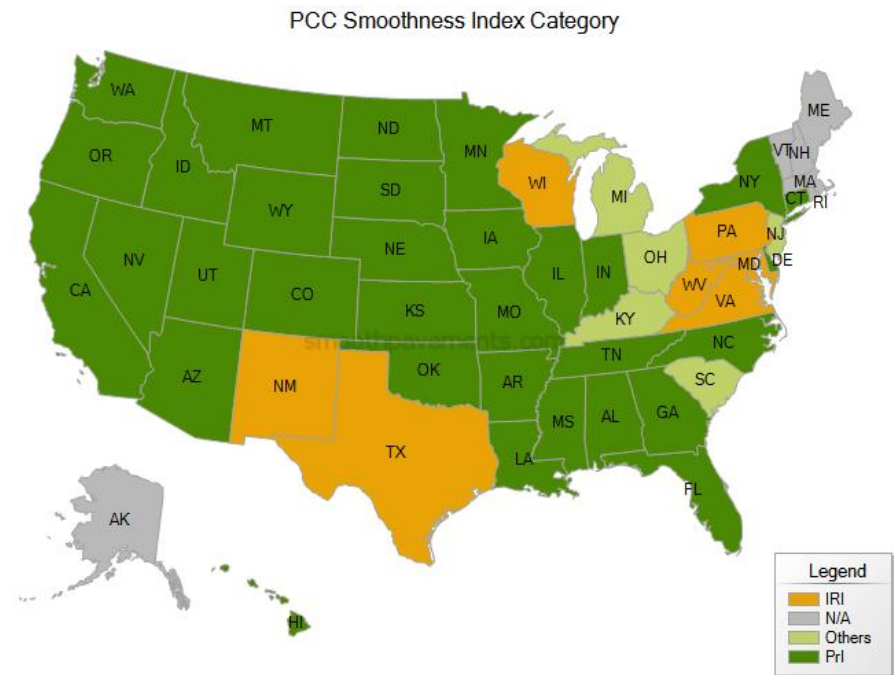 PCC Smoothness Index Category
WA
MT
ND
MN
ME
VT
NH
OR
ID
SD
WI
MI
NY
MA
CT
RI
WY
IA
PA
NJ
NE
OH
MD
DE
NV
UT
CO
IL
IN
WV
VA
CA
KS
MO
KY
smoothpavements.com
NC
TN
AZ
NM
OK
AR
SC
MS
AL
GA
TX
LA
FL
AK
HI
Legend
IRI
N/A
Others
PrI